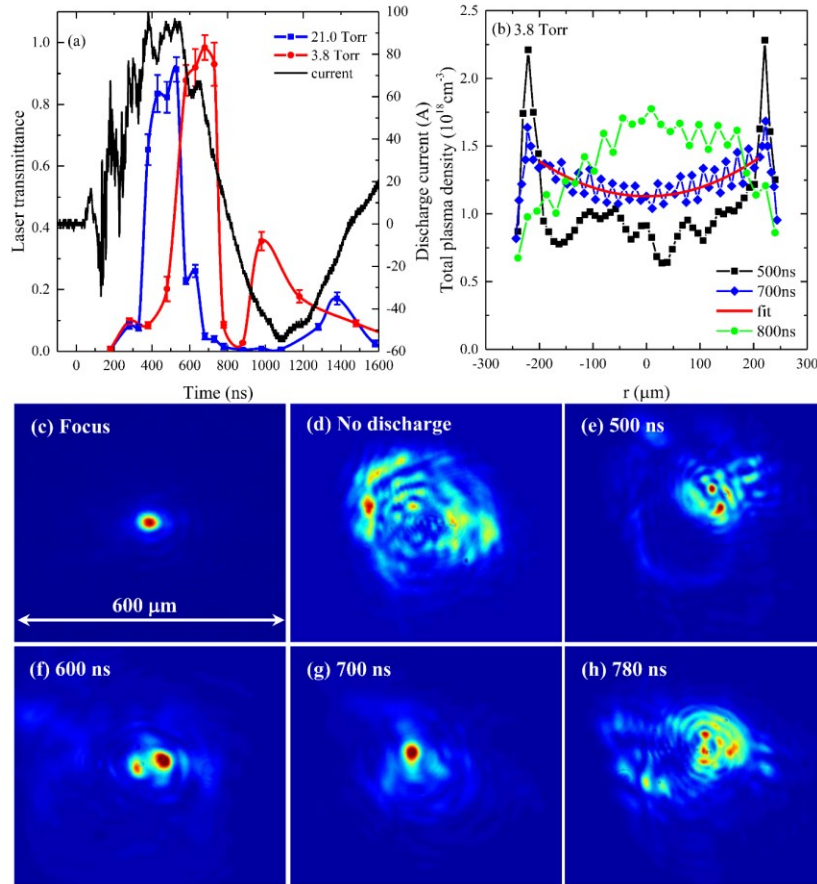 (a)
21.0 Torr
3.8 Torr
current
Laser transmittance
1.0
0.8
0.6
0.4
0.2
0.0
100
80
60
40
20
0
-20
-40
-60
Discharge current (A)
0 200 400 600 800 1000 1200 1400 1600
Time (ns)
(b) 3.8 Torr
Total plasma density (10^18 cm^-3)
2.5
2.0
1.5
1.0
0.5
0.0
500ns
700ns
fit
800ns
-300 -200 -100 0 100 200 300
r (μm)
(c) Focus
600 μm
(d) No discharge
(e) 500 ns
(f) 600 ns
(g) 700 ns
(h) 780 ns